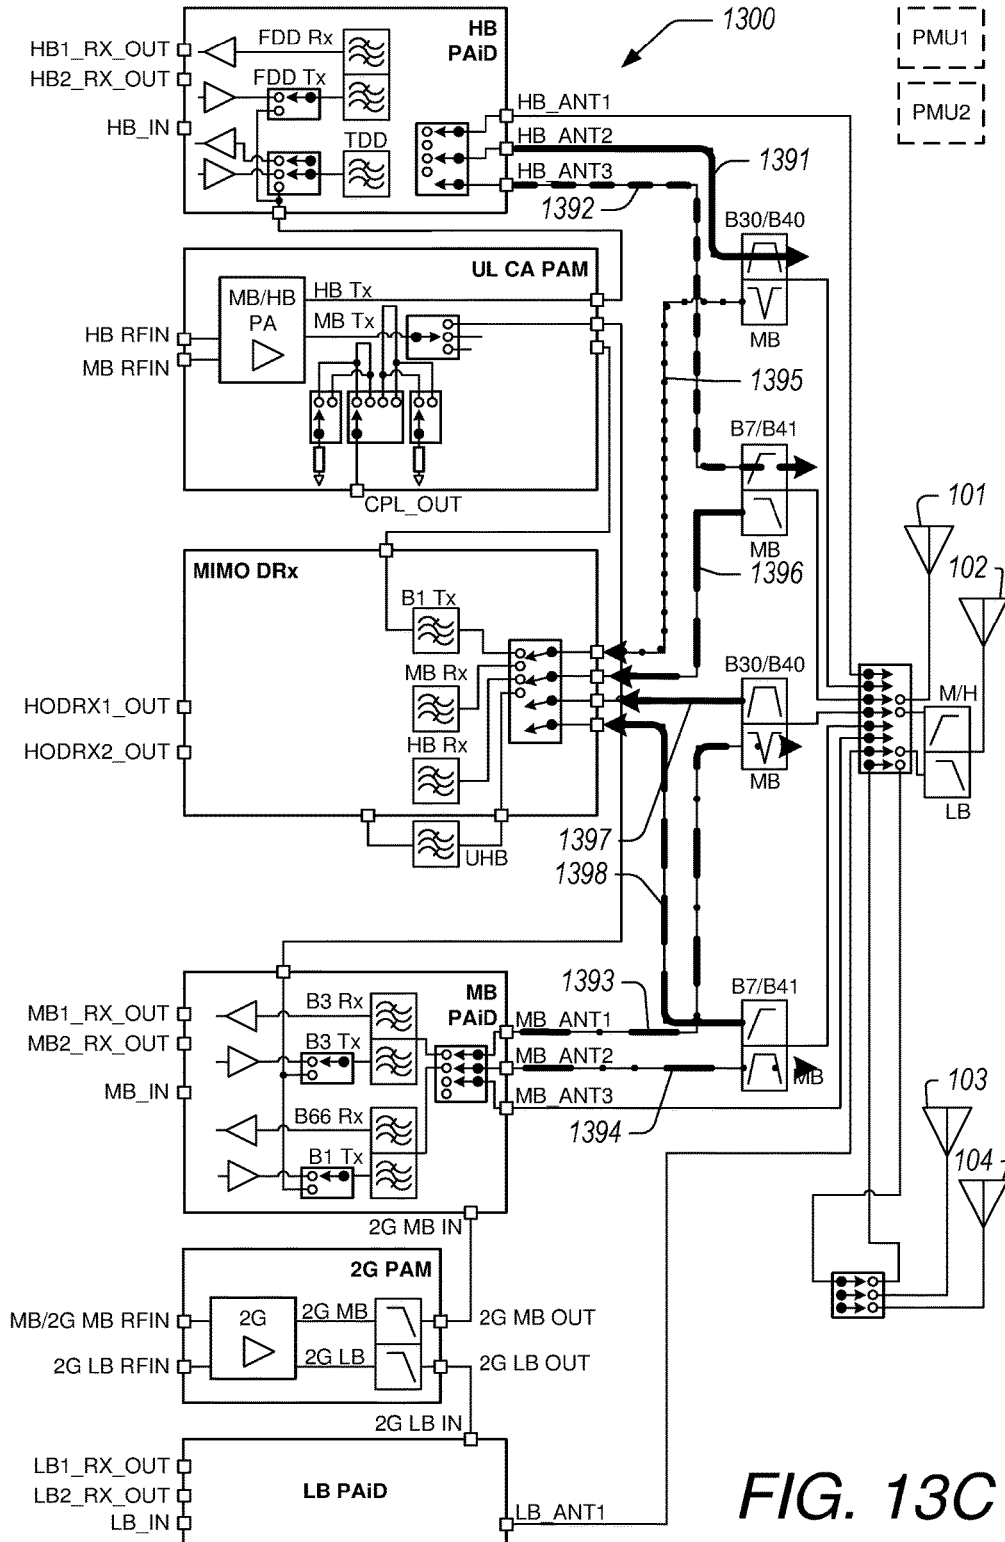 1300
PMU1
PMU2
HB
PAiD
HB1_RX_OUT
HB2_RX_OUT
HB_IN
FDD Rx
FDD Tx
TDD
HB_ANT1
HB_ANT2
HB_ANT3
1391
1392
B30/B40
MB
UL CA PAM
MB/HB
PA
HB Tx
MB Tx
HB RFIN
MB RFIN
CPL_OUT
1395
B7/B41
MB
1396
101
102
MIMO DRx
B1 Tx
MB Rx
HB Rx
HODRX1_OUT
HODRX2_OUT
UHB
B30/B40
MB
M/H
LB
1397
1398
MB
PAiD
MB1_RX_OUT
MB2_RX_OUT
MB_IN
B3 Rx
B3 Tx
B66 Rx
B1 Tx
MB_ANT1
MB_ANT2
MB_ANT3
1393
1394
B7/B41
MB
103
104
2G MB IN
2G PAM
MB/2G MB RFIN
2G LB RFIN
2G
2G MB
2G LB
2G MB OUT
2G LB OUT
2G LB IN
LB1_RX_OUT
LB2_RX_OUT
LB_IN
LB PAiD
LB_ANT1
FIG. 13C